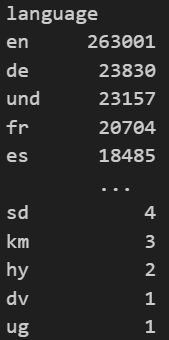 language
en 263001
de 23830
und 23157
fr 20704
es 18485
...
sd 4
km 3
hy 2
dv 1
ug 1